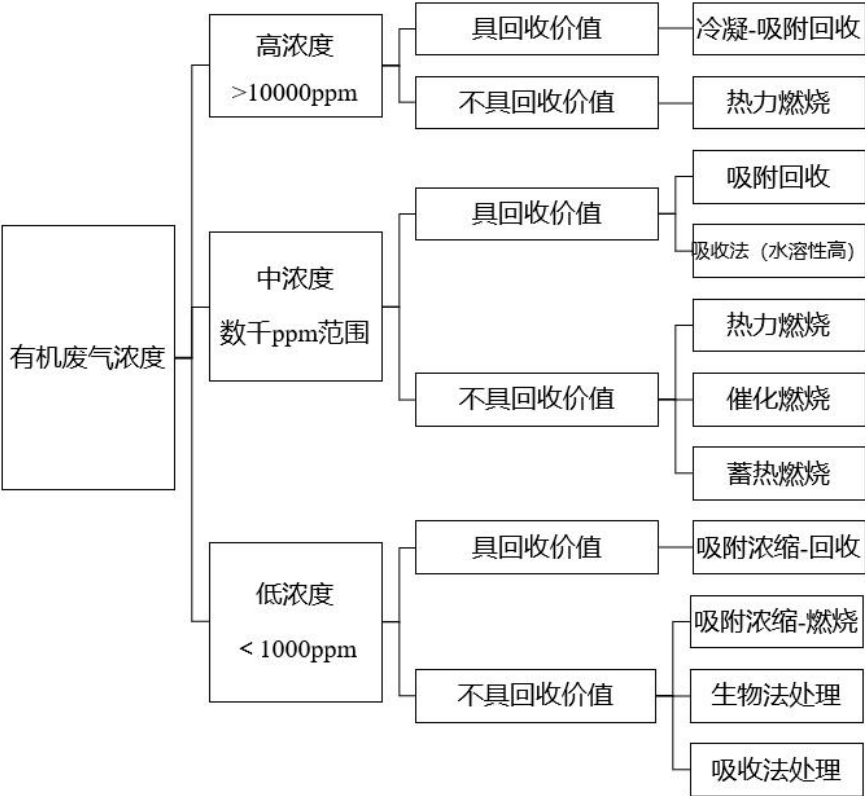 有机废气浓度
高浓度
>10000ppm
具回收价值
冷凝-吸附回收
不具回收价值
热力燃烧
中浓度
数千ppm范围
具回收价值
吸附回收
吸收法（水溶性高）
不具回收价值
热力燃烧
催化燃烧
蓄热燃烧
低浓度
＜1000ppm
具回收价值
吸附浓缩-回收
不具回收价值
吸附浓缩-燃烧
生物法处理
吸收法处理